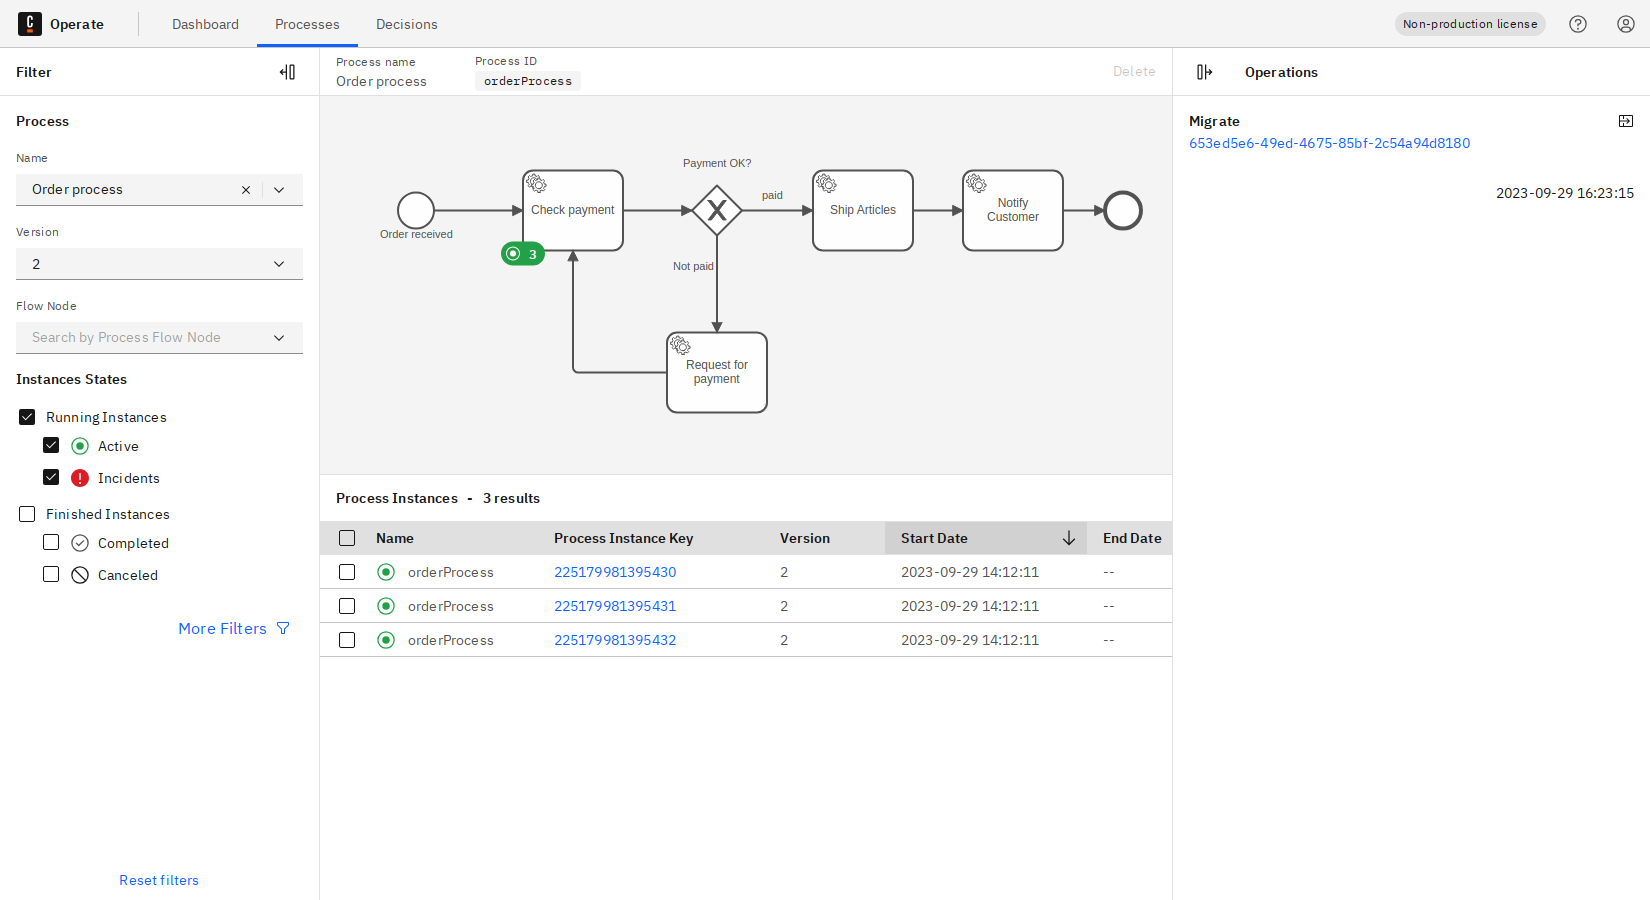 Operate
Dashboard
Processes
Decisions
Non-production license
Filter
Process
Name
Order process
Version
2
Flow Node
Search by Process Flow Node
Instances States
Running Instances
Active
Incidents
Finished Instances
Completed
Canceled
More Filters
Reset filters
Process name
Order process
Process ID
orderProcess
Delete
Order received
Check payment
3
Payment OK?
paid
Not paid
Request for
payment
Ship Articles
Notify
Customer
Process Instances - 3 results
Name Process Instance Key Version Start Date End Date
orderProcess 225179981395430 2 2023-09-29 14:12:11 --
orderProcess 225179981395431 2 2023-09-29 14:12:11 --
orderProcess 225179981395432 2 2023-09-29 14:12:11 --
Operations
Migrate
653ed5e6-49ed-4675-85bf-2c54a94d8180
2023-09-29 16:23:15